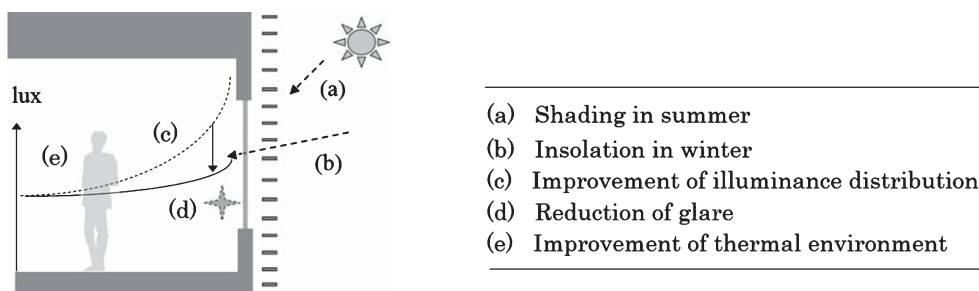 lux
(a)
(c)
(e)
(b)
(d)
(a) Shading in summer
(b) Insolation in winter
(c) Improvement of illuminance distribution
(d) Reduction of glare
(e) Improvement of thermal environment